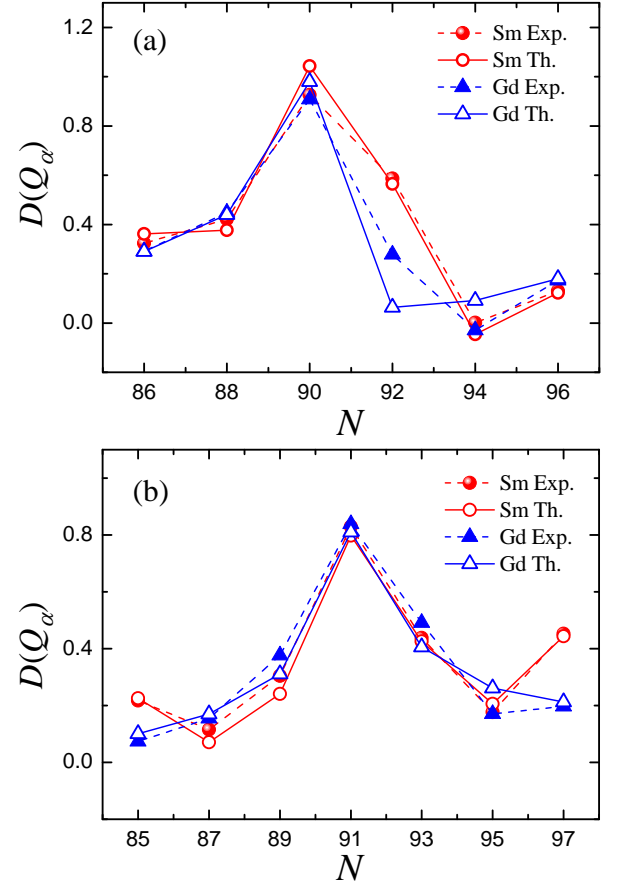 (a)
Sm Exp.
Sm Th.
Gd Exp.
Gd Th.
1.2
0.8
0.4
0.0
D(Qα)
86 88 90 92 94 96
N
(b)
Sm Exp.
Sm Th.
Gd Exp.
Gd Th.
0.8
0.4
0.0
D(Qα)
85 87 89 91 93 95 97
N